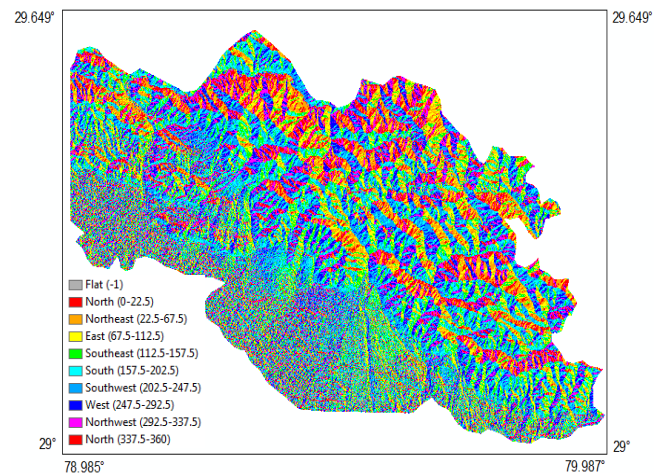 29.649° 29.649°
Flat (-1)
North (0-22.5)
Northeast (22.5-67.5)
East (67.5-112.5)
Southeast (112.5-157.5)
South (157.5-202.5)
Southwest (202.5-247.5)
West (247.5-292.5)
Northwest (292.5-337.5)
North (337.5-360)
29° 29°
78.985° 79.987°